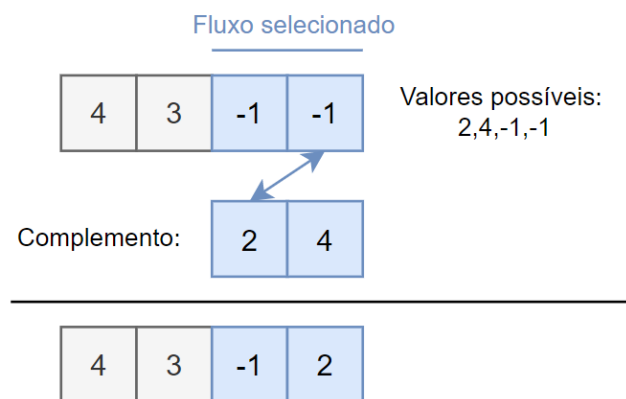 Fluxo selecionado
4 3 -1 -1
Valores possíveis:
2,4,-1,-1
Complemento: 2 4
4 3 -1 2